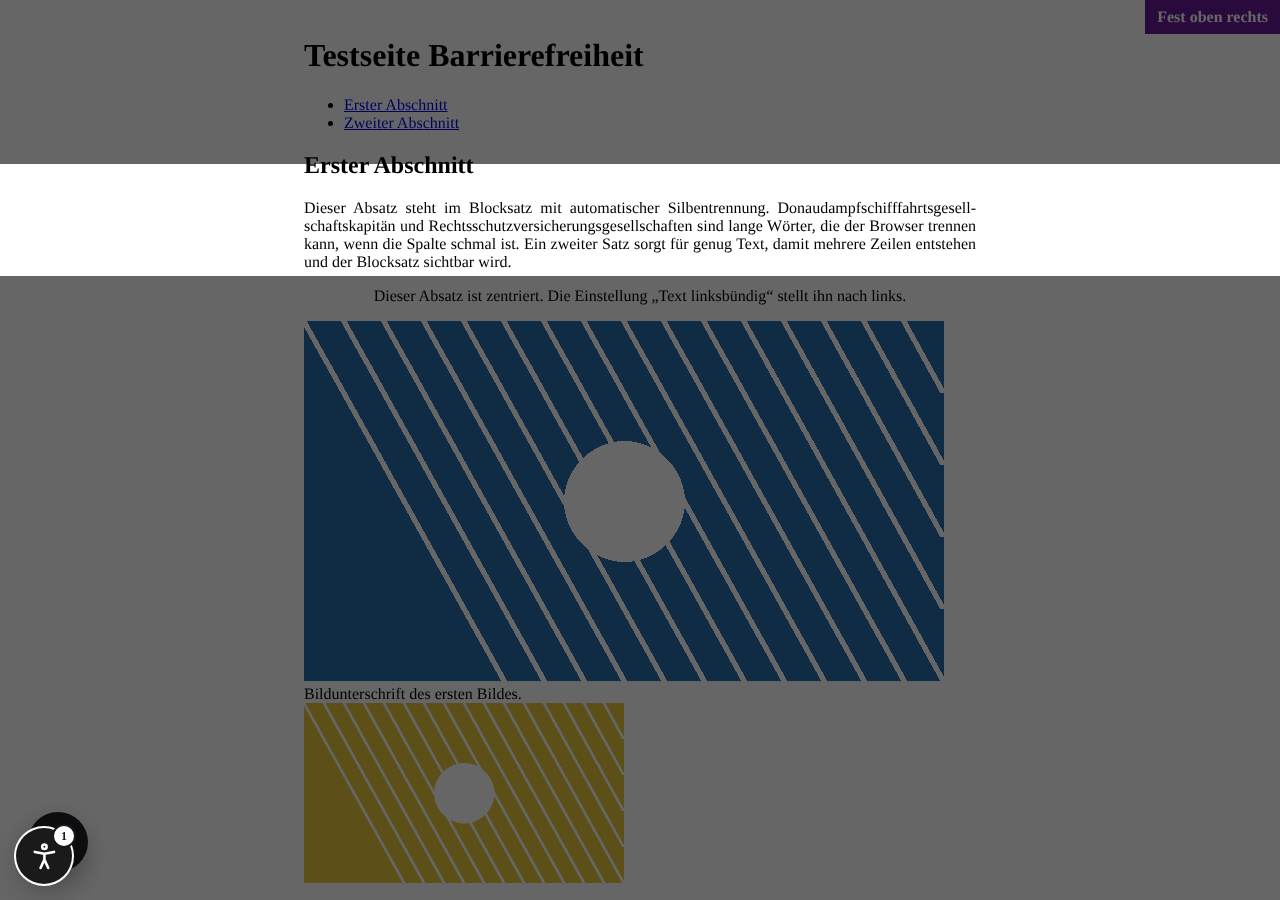 Fest oben rechts
Testseite Barrierefreiheit
Erster Abschnitt
Zweiter Abschnitt
Erster Abschnitt
Dieser Absatz steht im Blocksatz mit automatischer Silbentrennung. Donaudampfschifffahrtsgesell-
schaftskapitän und Rechtsschutzversicherungsgesellschaften sind lange Wörter, die der Browser trennen
kann, wenn die Spalte schmal ist. Ein zweiter Satz sorgt für genug Text, damit mehrere Zeilen entstehen
und der Blocksatz sichtbar wird.
Dieser Absatz ist zentriert. Die Einstellung „Text linksbündig“ stellt ihn nach links.
Bildunterschrift des ersten Bildes.
1